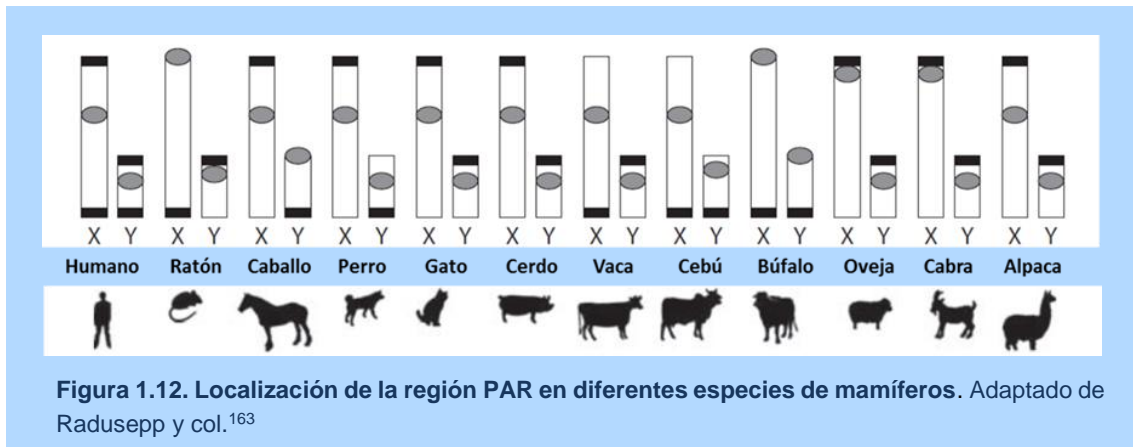 X Y X Y X Y X Y X Y X Y X Y X Y X Y X Y X Y X Y
Humano Ratón Caballo Perro Gato Cerdo Vaca Cebú Búfalo Oveja Cabra Alpaca
Figura 1.12. Localización de la región PAR en diferentes especies de mamíferos. Adaptado de
Radusepp y col.163